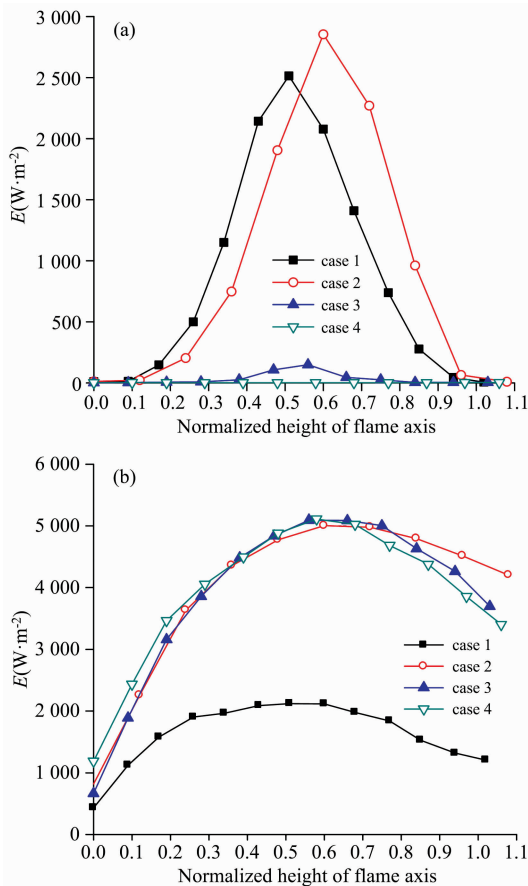 (a)
3 000
2 500
2 000
1 500
1 000
500
0
E(W·m-2)
case 1
case 2
case 3
case 4
0.0 0.1 0.2 0.3 0.4 0.5 0.6 0.7 0.8 0.9 1.0 1.1
Normalized height of flame axis
(b)
6 000
5 000
4 000
3 000
2 000
1 000
0
E(W·m-2)
case 1
case 2
case 3
case 4
0.0 0.1 0.2 0.3 0.4 0.5 0.6 0.7 0.8 0.9 1.0 1.1
Normalized height of flame axis